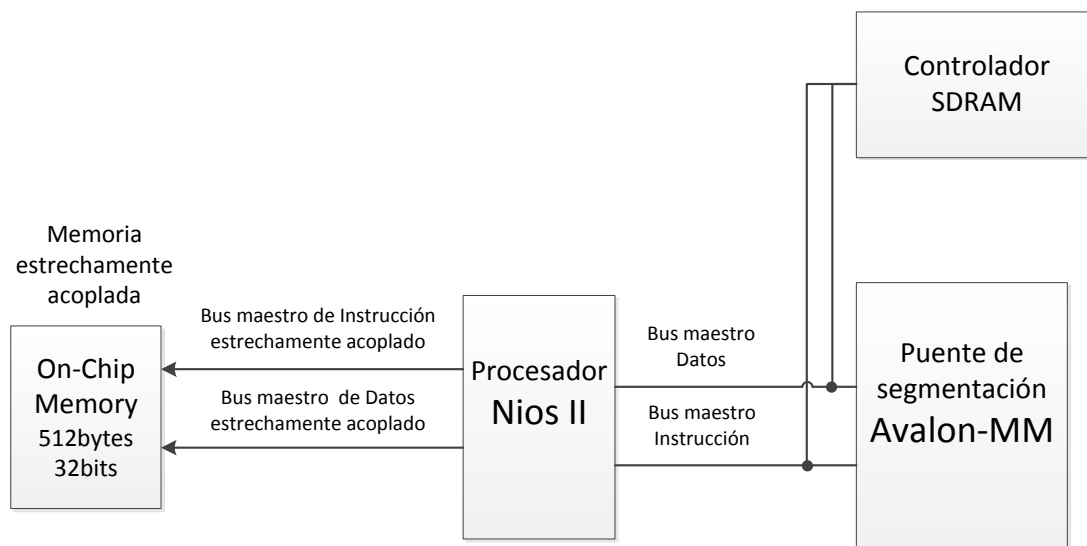 Controlador
SDRAM
Memoria
estrechamente
acoplada
On-Chip
Memory
512bytes
32bits
Bus maestro de Instrucción
estrechamente acoplado
Bus maestro de Datos
estrechamente acoplado
Procesador
Nios II
Bus maestro
Datos
Bus maestro
Instrucción
Puente de
segmentación
Avalon-MM